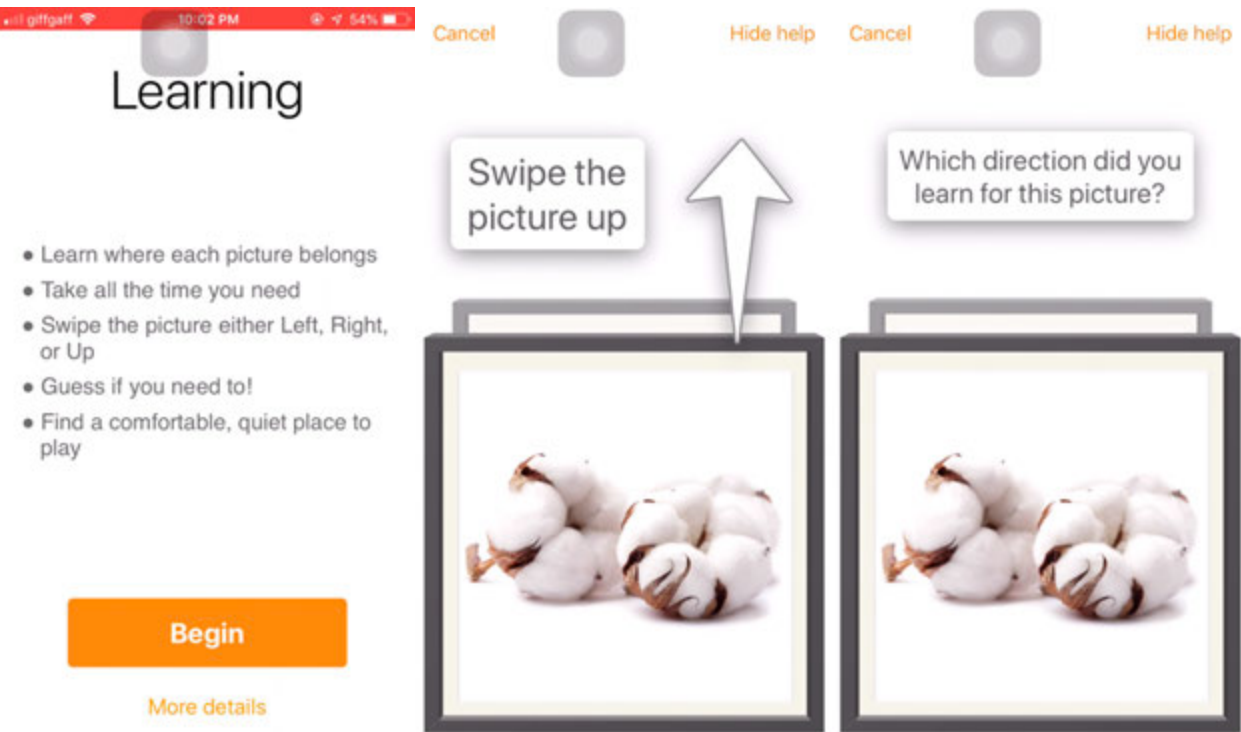 giffgaff 10:02 PM 54%
Learning
● Learn where each picture belongs
● Take all the time you need
● Swipe the picture either Left, Right,
or Up
● Guess if you need to!
● Find a comfortable, quiet place to
play
Begin
More details
Cancel Hide help
Swipe the
picture up
Cancel Hide help
Which direction did you
learn for this picture?